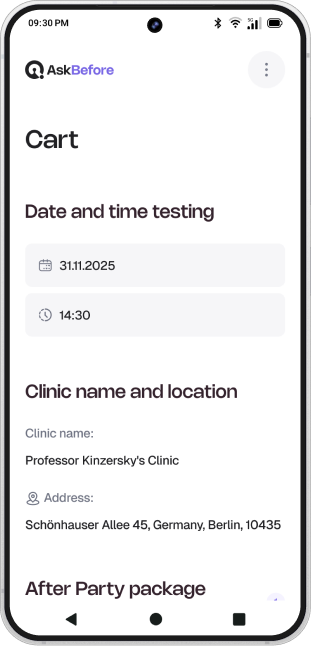 09:30 PM
5G
AskBefore
Cart
Date and time testing
31.11.2025
14:30
Clinic name and location
Clinic name:
Professor Kinzersky's Clinic
Address:
Schönhauser Allee 45, Germany, Berlin, 10435
After Party package